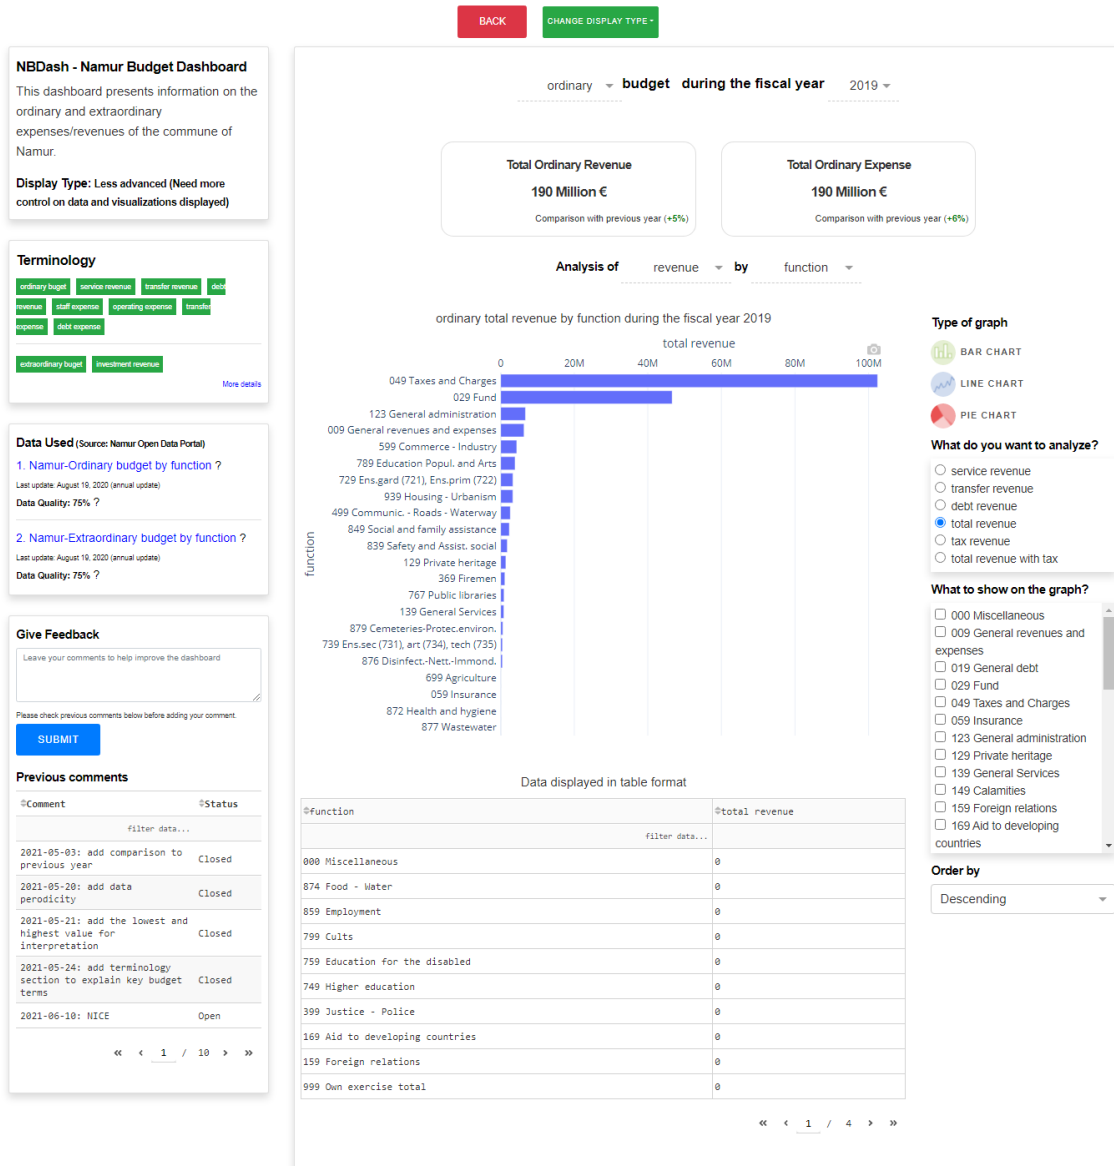 BACK
CHANGE DISPLAY TYPE
NBDash - Namur Budget Dashboard
This dashboard presents information on the
ordinary and extraordinary
expenses/revenues of the commune of
Namur.
Display Type: Less advanced (Need more
control on data and visualizations displayed)
Terminology
ordinary buget service revenue transfer revenue debt
revenue staff expense operating expense transfer
expense debt expense
extraordinary buget investment revenue
More details
Data Used (Source: Namur Open Data Portal)
1. Namur-Ordinary budget by function ?
Last update: August 19, 2020 (annual update)
Data Quality: 75% ?
2. Namur-Extraordinary budget by function ?
Last update: August 19, 2020 (annual update)
Data Quality: 75% ?
Give Feedback
Leave your comments to help improve the dashboard
Please check previous comments below before adding your comment.
SUBMIT
Previous comments
Comment Status
filter data...
2021-05-03: add comparison to
previous year
Closed
2021-05-20: add data
perodicity
Closed
2021-05-21: add the lowest and
highest value for
interpretation
Closed
2021-05-24: add terminology
section to explain key budget
terms
Closed
2021-06-10: NICE Open
« ‹ 1 / 10 › »
ordinary budget during the fiscal year 2019
Total Ordinary Revenue
190 Million €
Comparison with previous year (+5%)
Total Ordinary Expense
190 Million €
Comparison with previous year (+6%)
Analysis of revenue by function
ordinary total revenue by function during the fiscal year 2019
total revenue
0 20M 40M 60M 80M 100M
function
049 Taxes and Charges
029 Fund
123 General administration
009 General revenues and expenses
599 Commerce - Industry
789 Education Popul. and Arts
729 Ens.gard (721), Ens.prim (722)
939 Housing - Urbanism
499 Communic. - Roads - Waterway
849 Social and family assistance
839 Safety and Assist. social
129 Private heritage
369 Firemen
767 Public libraries
139 General Services
879 Cemeteries-Protec.environ.
739 Ens.sec (731), art (734), tech (735)
876 Disinfect.-Nett.-Immond.
699 Agriculture
059 Insurance
872 Health and hygiene
877 Wastewater
Data displayed in table format
function total revenue
filter data...
000 Miscellaneous 0
874 Food - Water 0
859 Employment 0
799 Cults 0
759 Education for the disabled 0
749 Higher education 0
399 Justice - Police 0
169 Aid to developing countries 0
159 Foreign relations 0
999 Own exercise total 0
« ‹ 1 / 4 › »
Type of graph
BAR CHART
LINE CHART
PIE CHART
What do you want to analyze?
service revenue
transfer revenue
debt revenue
total revenue
tax revenue
total revenue with tax
What to show on the graph?
000 Miscellaneous
009 General revenues and
expenses
019 General debt
029 Fund
049 Taxes and Charges
059 Insurance
123 General administration
129 Private heritage
139 General Services
149 Calamities
159 Foreign relations
169 Aid to developing
countries
Order by
Descending